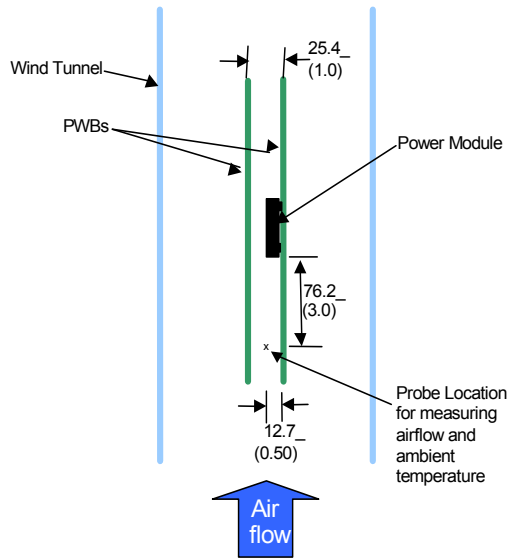 25.4_
(1.0)
Wind Tunnel
PWBs
Power Module
76.2_
(3.0)
x
Probe Location
for measuring
airflow and
ambient
temperature
12.7_
(0.50)
Air
flow